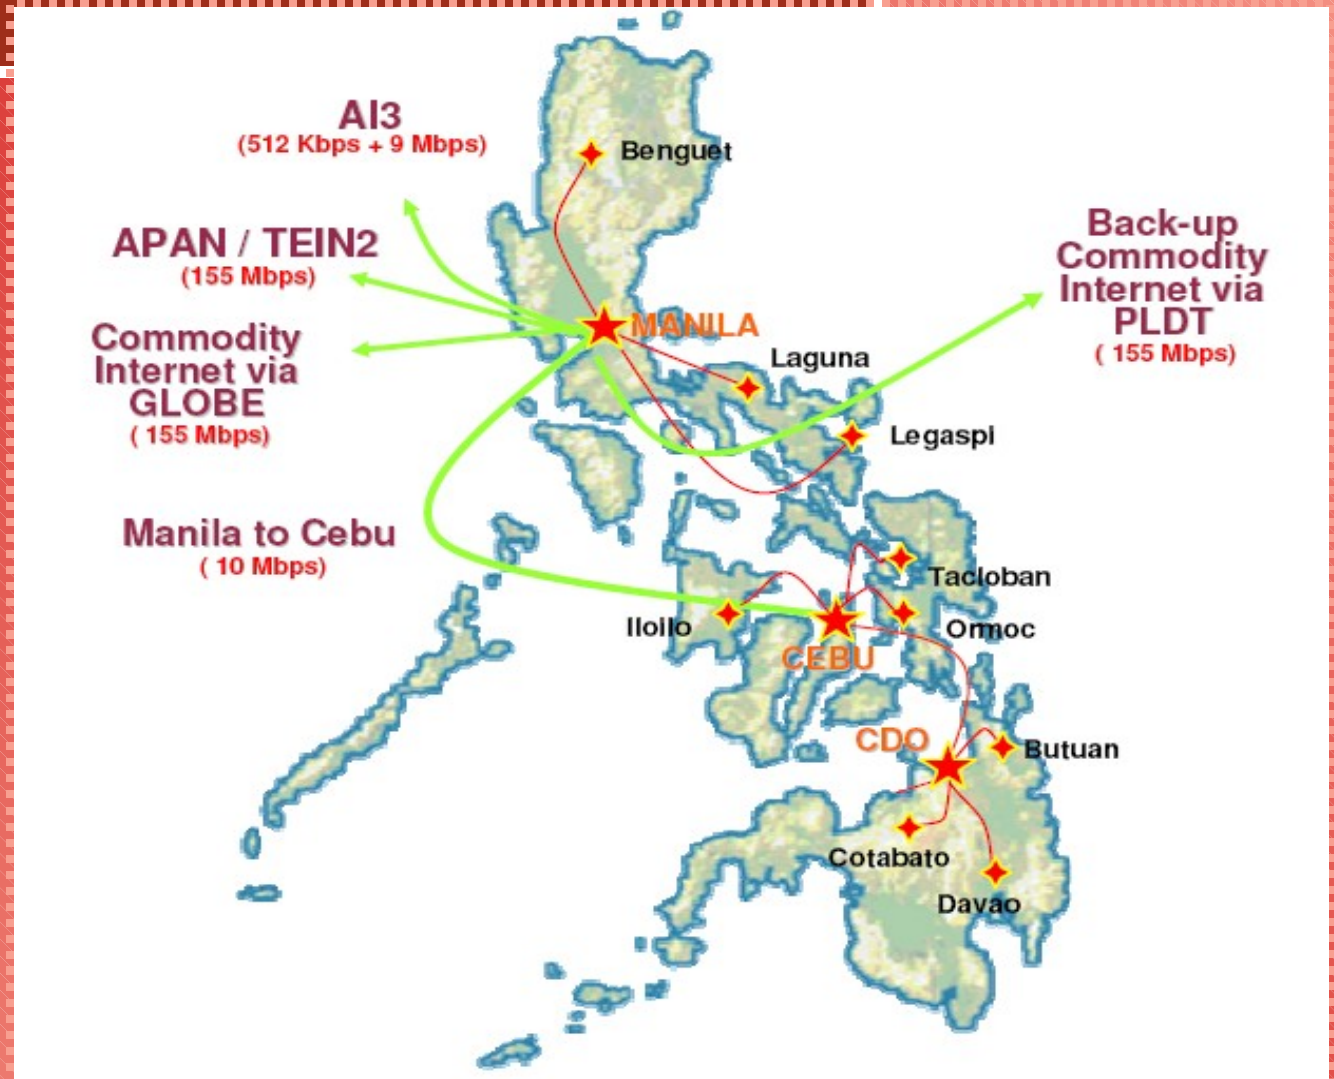 AI3
(512 Kbps + 9 Mbps)
Benguet
APAN / TEIN2
(155 Mbps)
Back-up
Commodity
Internet via
PLDT
( 155 Mbps)
MANILA
Commodity
Internet via
GLOBE
( 155 Mbps)
Laguna
Legaspi
Manila to Cebu
( 10 Mbps)
Tacloban
Iloilo
Ormoc
CEBU
CDO
Butuan
Cotabato
Davao